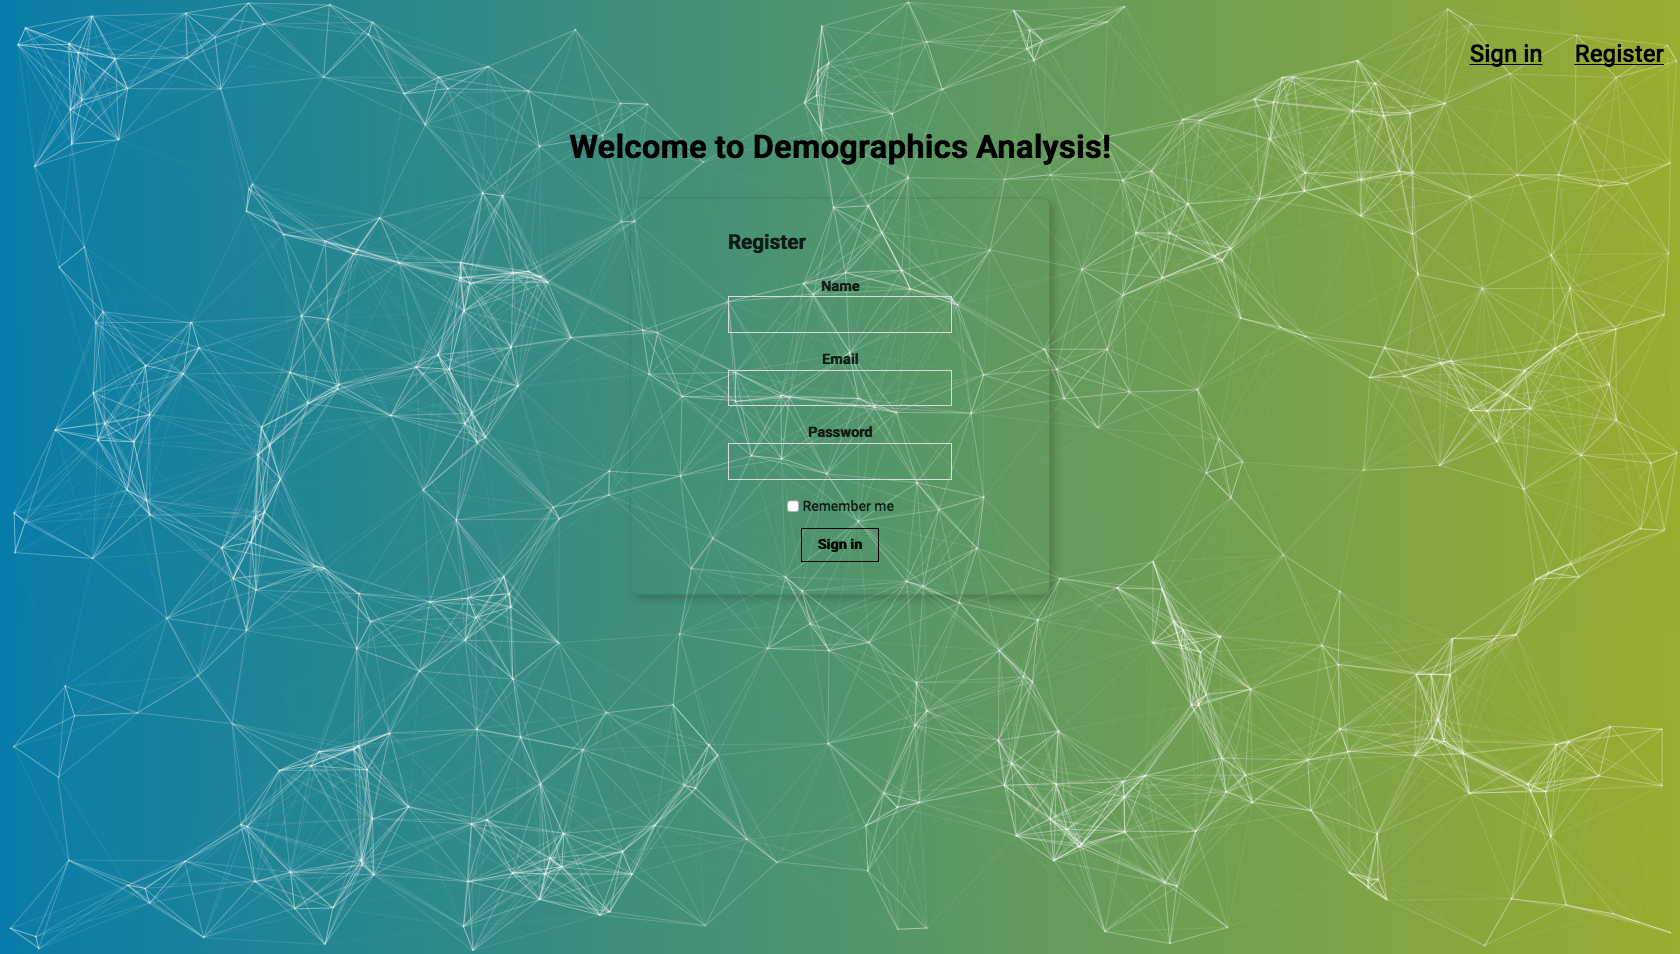 Sign in Register
Welcome to Demographics Analysis!
Register
Name
Email
Password
Remember me
Sign in